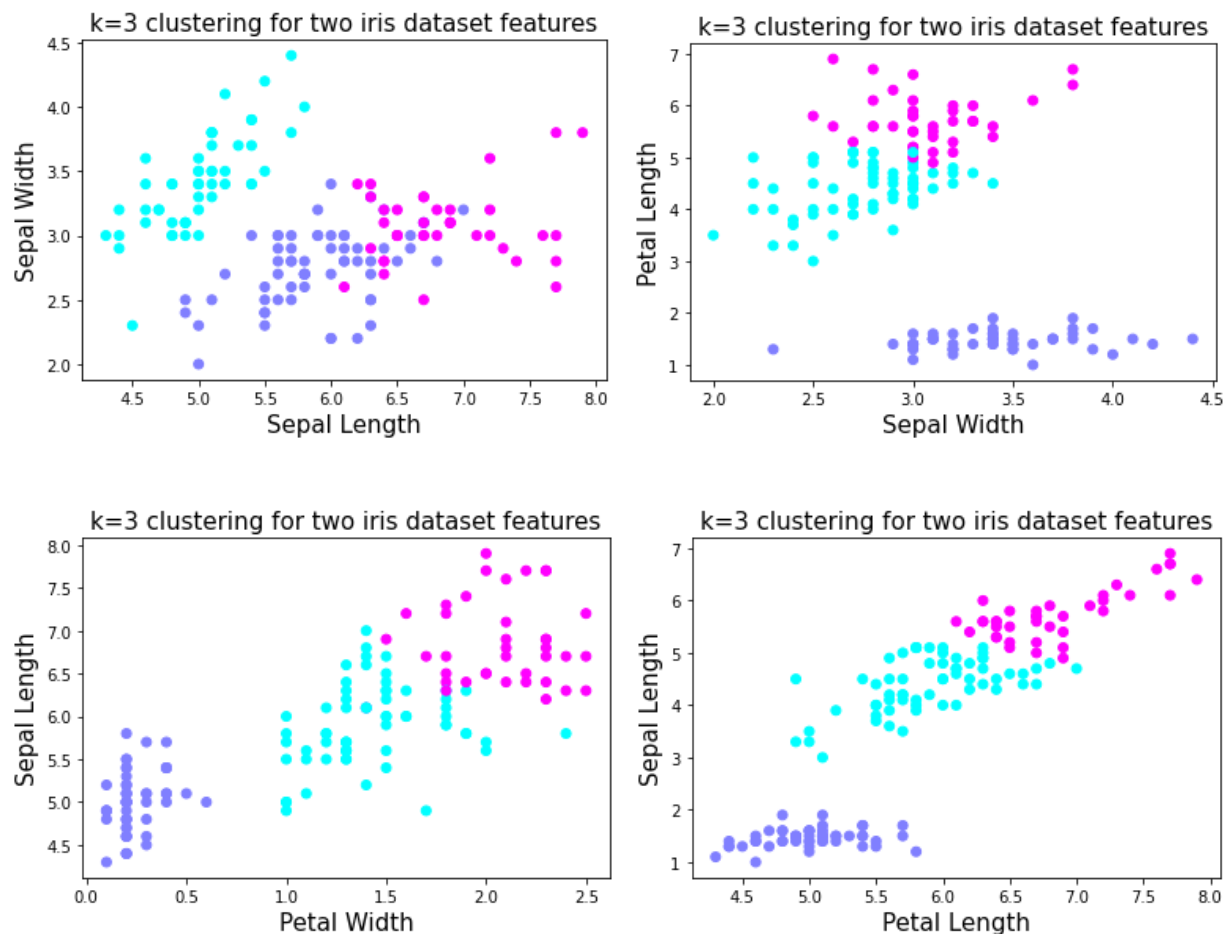 k=3 clustering for two iris dataset features
4.5
4.0
3.5
3.0
2.5
2.0
Sepal Width
4.5 5.0 5.5 6.0 6.5 7.0 7.5 8.0
Sepal Length
k=3 clustering for two iris dataset features
7
6
5
4
3
2
1
Petal Length
2.0 2.5 3.0 3.5 4.0 4.5
Sepal Width
k=3 clustering for two iris dataset features
8.0
7.5
7.0
6.5
6.0
5.5
5.0
4.5
Sepal Length
0.0 0.5 1.0 1.5 2.0 2.5
Petal Width
k=3 clustering for two iris dataset features
7
6
5
4
3
2
1
Sepal Length
4.5 5.0 5.5 6.0 6.5 7.0 7.5 8.0
Petal Length